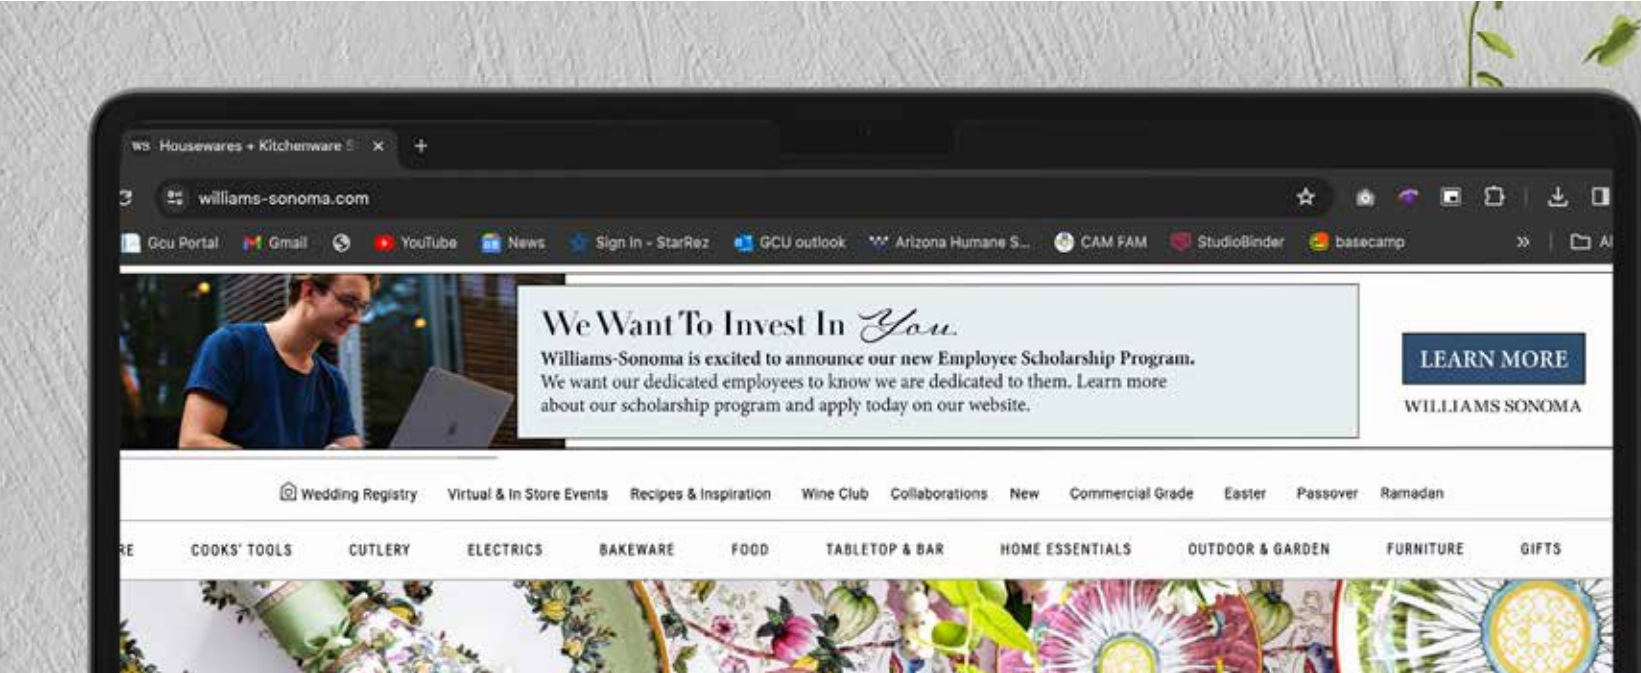 WS Housewares + Kitchenware S
williams-sonoma.com
Gcu Portal Gmail YouTube News Sign In - StarRez GCU outlook Arizona Humane S... CAM FAM StudioBinder basecamp » Al
We Want To Invest In You.
Williams-Sonoma is excited to announce our new Employee Scholarship Program.
We want our dedicated employees to know we are dedicated to them. Learn more
about our scholarship program and apply today on our website.
LEARN MORE
WILLIAMS SONOMA
Wedding Registry Virtual & In Store Events Recipes & Inspiration Wine Club Collaborations New Commercial Grade Easter Passover Ramadan
RE COOKS' TOOLS CUTLERY ELECTRICS BAKEWARE FOOD TABLETOP & BAR HOME ESSENTIALS OUTDOOR & GARDEN FURNITURE GIFTS